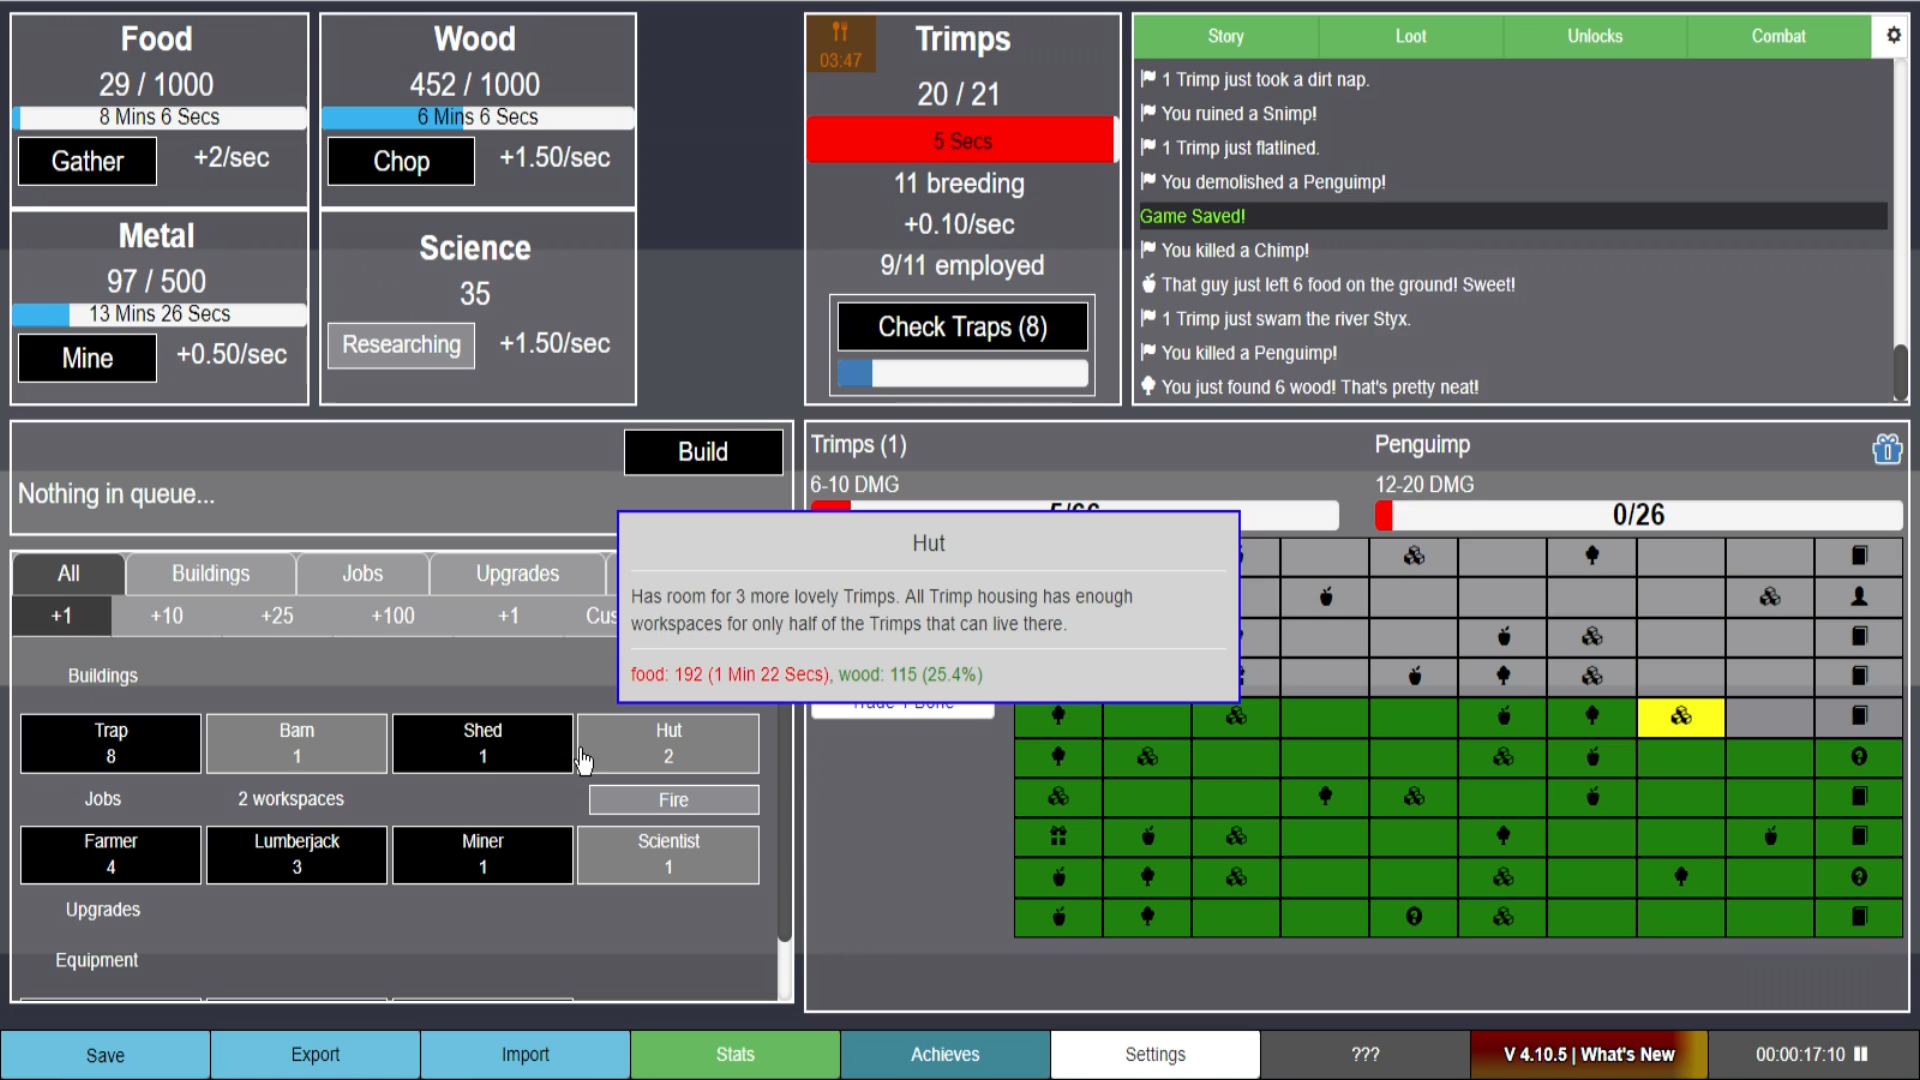 Food
29 / 1000
8 Mins 6 Secs
Gather
+2/sec
Wood
452 / 1000
6 Mins 6 Secs
Chop
+1.50/sec
Metal
97 / 500
13 Mins 26 Secs
Mine
+0.50/sec
Science
35
Researching
+1.50/sec
03:47
Trimps
20 / 21
5 Secs
11 breeding
+0.10/sec
9/11 employed
Check Traps (8)
Story
Loot
Unlocks
Combat
1 Trimp just took a dirt nap.
You ruined a Snimp!
1 Trimp just flatlined.
You demolished a Penguimp!
Game Saved!
You killed a Chimp!
That guy just left 6 food on the ground! Sweet!
1 Trimp just swam the river Styx.
You killed a Penguimp!
You just found 6 wood! That's pretty neat!
Build
Nothing in queue...
All
Buildings
Jobs
Upgrades
+1
+10
+25
+100
+1
Cus
Buildings
Trap
8
Barn
1
Shed
1
Hut
2
Jobs
2 workspaces
Fire
Farmer
4
Lumberjack
3
Miner
1
Scientist
1
Upgrades
Equipment
Trimps (1)
6-10 DMG
5/66
Penguimp
12-20 DMG
0/26
Hut
Has room for 3 more lovely Trimps. All Trimp housing has enough
workspaces for only half of the Trimps that can live there.
food: 192 (1 Min 22 Secs), wood: 115 (25.4%)
Trade 1 Bone
Save
Export
Import
Stats
Achieves
Settings
???
V 4.10.5 | What's New
00:00:17:10